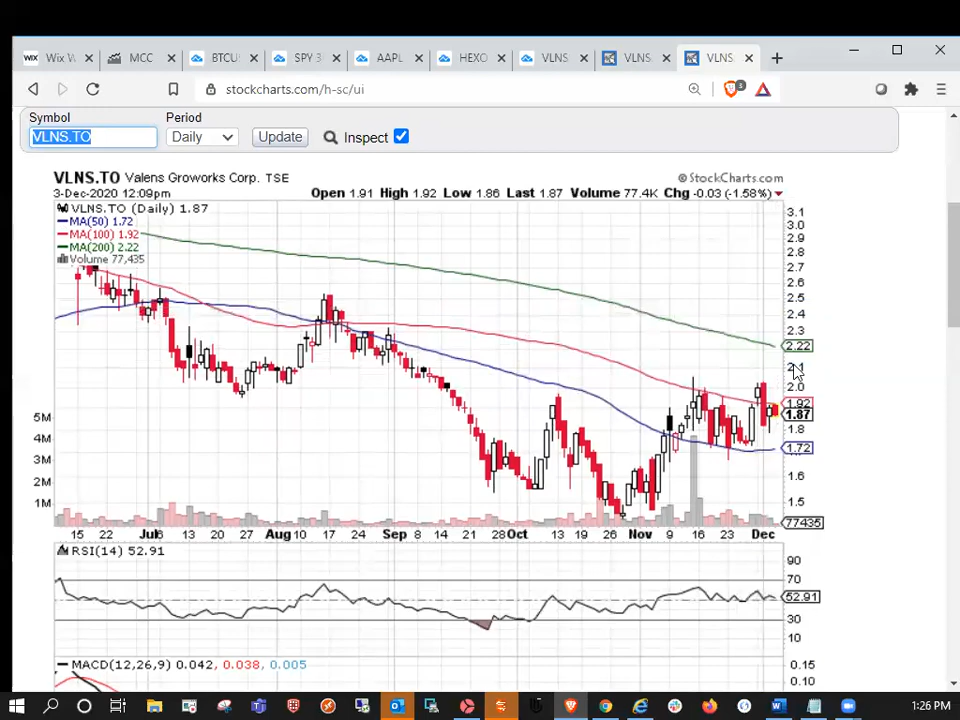 WIX Wix V MCC BTCU SPY 3 AAPL HEXO VLNS VLNS. VLNS.
stockcharts.com/h-sc/ui 3
Symbol Period
VLNS.TO Daily Update Inspect
VLNS.TO Valens Groworks Corp. TSE ©StockCharts.com
3-Dec-2020 12:09pm Open 1.91 High 1.92 Low 1.86 Last 1.87 Volume 77.4K Chg -0.03 (-1.58%)
VLNS.TO (Daily) 1.87
MA(50) 1.72
MA(100) 1.92
MA(200) 2.22
Volume 77,435
3.1
3.0
2.9
2.8
2.7
2.6
2.5
2.4
2.3
2.22
2.1
2.0
1.92
1.87
1.8
1.72
1.6
1.5
77435
5M
4M
3M
2M
1M
15 22 Jul6 13 20 27 Aug 10 17 24 Sep 8 14 21 28Oct 13 19 26 Nov 9 16 23 Dec
RSI(14) 52.91
90
70
52.91
30
10
MACD(12,26,9) 0.042, 0.038, 0.005
0.15
0.10
1:26 PM